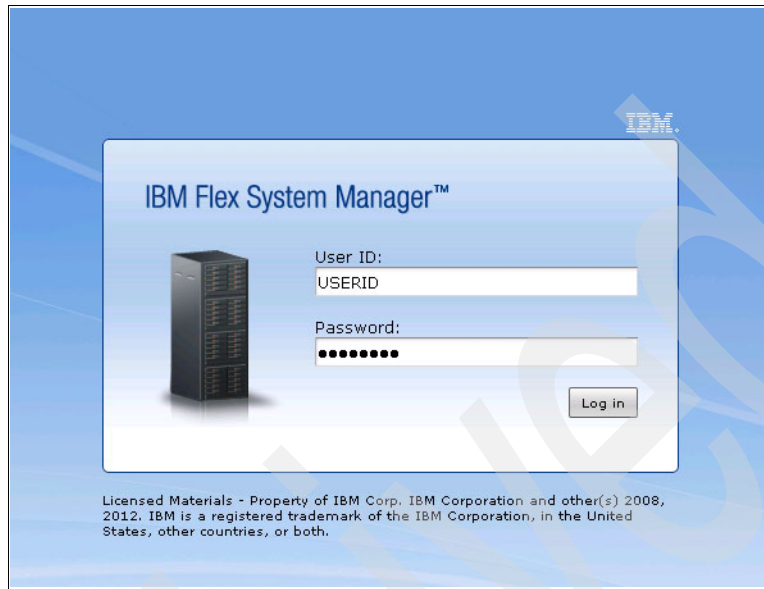 IBM.
IBM Flex System Manager™
User ID:
USERID
Password:
●●●●●●●●
Log in
Licensed Materials - Property of IBM Corp. IBM Corporation and other(s) 2008,
2012. IBM is a registered trademark of the IBM Corporation, in the United
States, other countries, or both.